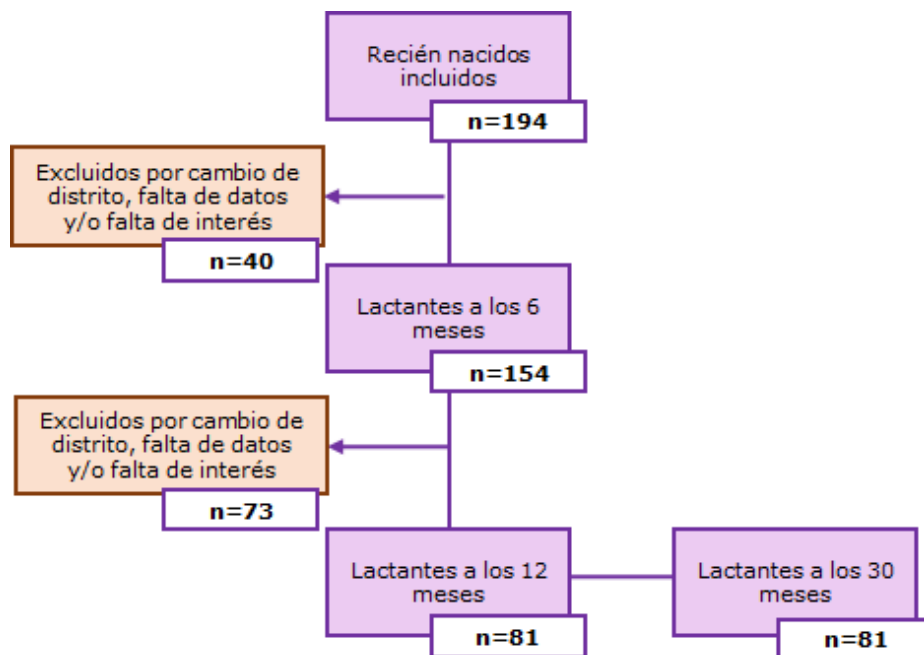 Recién nacidos
incluidos
n=194
Excluidos por cambio de
distrito, falta de datos
y/o falta de interés
n=40
Lactantes a los 6
meses
n=154
Excluidos por cambio de
distrito, falta de datos
y/o falta de interés
n=73
Lactantes a los 12
meses
n=81
Lactantes a los 30
meses
n=81